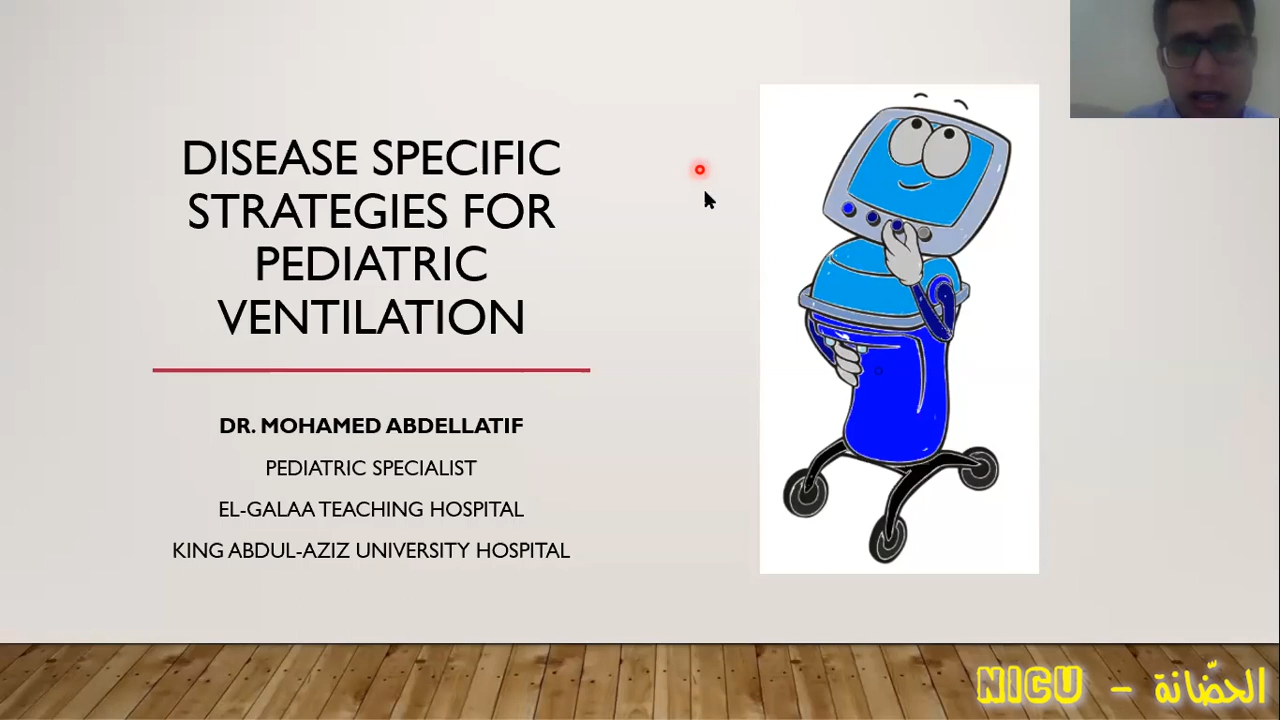 DISEASE SPECIFIC
STRATEGIES FOR
PEDIATRIC
VENTILATION
DR. MOHAMED ABDELLATIF
PEDIATRIC SPECIALIST
EL-GALAA TEACHING HOSPITAL
KING ABDUL-AZIZ UNIVERSITY HOSPITAL
NICU - الحضّانة